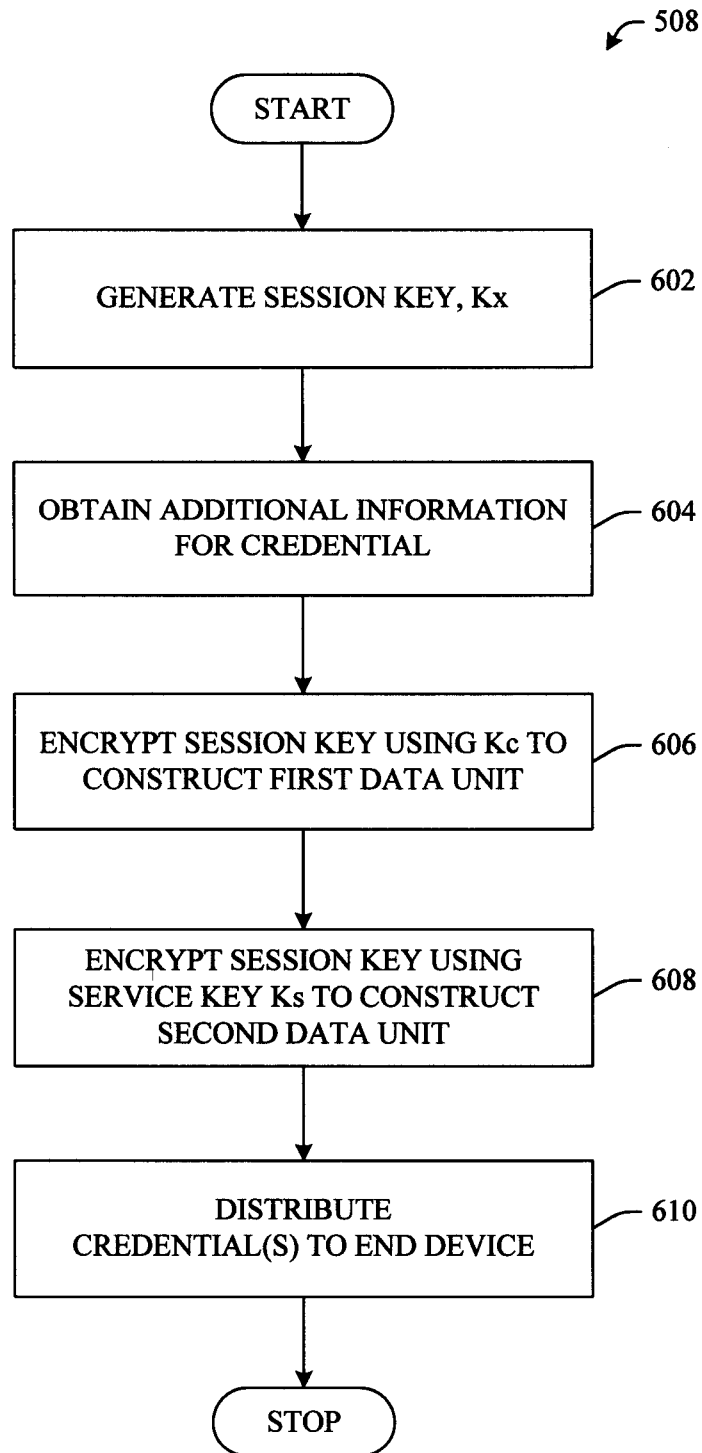 508
START
GENERATE SESSION KEY, Kx
602
OBTAIN ADDITIONAL INFORMATION
FOR CREDENTIAL
604
ENCRYPT SESSION KEY USING Kc TO
CONSTRUCT FIRST DATA UNIT
606
ENCRYPT SESSION KEY USING
SERVICE KEY Ks TO CONSTRUCT
SECOND DATA UNIT
608
DISTRIBUTE
CREDENTIAL(S) TO END DEVICE
610
STOP